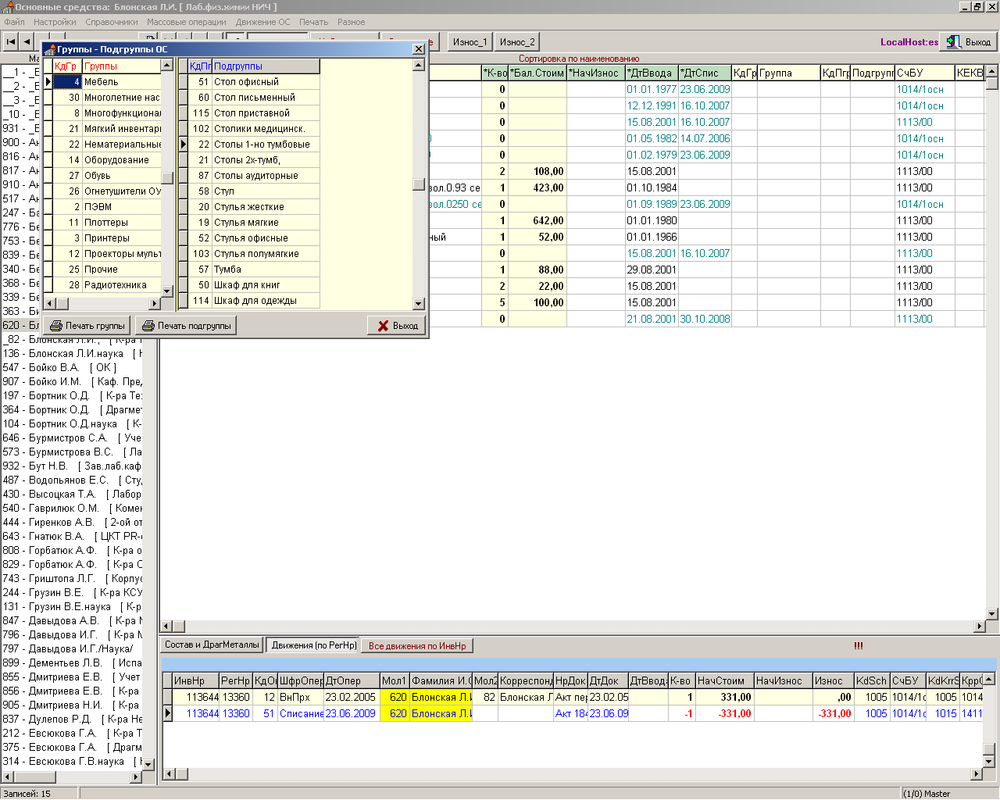 Основные средства: Блонская Л.И. [ Лаб.физ.химии НИЧ ]
Файл Настройки Справочники Массовые операции Движение ОС Печать Разное
Износ_1 Износ_2 LocalHost:es Выход
Сортировка по наименованию
Группы - Подгруппы ОС
КдГр Группы
4 Мебель
30 Многолетние нас
8 Многофункционал
21 Мягкий инвентарь
22 Нематериальные
14 Оборудование
27 Обувь
26 Огнетушители ОУ
2 ПЭВМ
11 Плоттеры
3 Принтеры
12 Проекторы мульт
25 Прочие
28 Радиотехника
КдПг Подгруппы
51 Стол офисный
60 Стол письменный
115 Стол приставной
102 Столики медицинск.
22 Столы 1-но тумбовые
21 Столы 2х-тумб,
87 Столы аудиторные
58 Стул
20 Стулья жесткие
19 Стулья мягкие
52 Стулья офисные
103 Стулья полумягкие
57 Тумба
50 Шкаф для книг
114 Шкаф для одежды
Печать группы Печать подгруппы Выход
*К-во *Бал.Стоим *НачИзнос *ДтВвода *ДтСпис КдГр Группа КдПгр Подгрупп СчБУ КЕКВ
0 01.01.1977 23.06.2009 1014/1осн
0 12.12.1991 16.10.2007 1014/1осн
0 15.08.2001 16.10.2007 1113/00
0 01.05.1982 14.07.2006 1014/1осн
0 01.02.1979 23.06.2009 1014/1осн
2 108,00 15.08.2001 1113/00
вол.0.93 се 1 423,00 01.10.1984 1113/00
зол.0250 се 0 01.09.1989 23.06.2009 1014/1осн
1 642,00 01.01.1980 1113/00
ный 1 52,00 01.01.1966 1113/00
0 15.08.2001 16.10.2007 1113/00
1 88,00 29.08.2001 1113/00
2 22,00 15.08.2001 1113/00
5 100,00 15.08.2001 1113/00
0 21.08.2001 30.10.2008 1113/00
Ма
__1 - _Е
__2 - _Е
__3 - _Е
_10 - _Е
931 - _Е
900 - Ан
816 - Ан
817 - Ан
910 - Ан
517 - Ан
247 - Ба
776 - Бе
753 - Бе
839 - Бе
340 - Бе
368 - Бе
339 - Би
363 - Би
620 - Бл
_82 - Блонская Л.И., [ К-ра
136 - Блонская Л.И.наука [ Н
547 - Бойко В.А. [ ОК ]
907 - Бойко И.М. [ Каф. Пред
197 - Бортник О.Д. [ К-ра Те:
364 - Бортник О.Д. [ Драгмет
104 - Бортник О.Д.наука [ К-
646 - Бурмистров С.А. [ Уче
573 - Бурмистрова В.С. [ Ла
932 - Бут Н.В. [ Зав.лаб.каф
487 - Водопьянов Е.С. [ Сту
430 - Высоцкая Т.А. [ Лабор
540 - Гаврилюк О.М. [ Комен
444 - Гиренков А.В. [ 2-ой от
643 - Гнатюк В.А. [ ЦКТ PR-
808 - Горбатюк А.Ф. [ К-ра о
829 - Горбатюк А.Ф. [ К-ра С
743 - Гриштопа Л.Г. [ Корпус
244 - Грузин В.Е. [ К-ра КСУ
131 - Грузин В.Е.наука [ К-р
847 - Давыдова А.В. [ К-ра М
796 - Давыдова И.Г. [ К-ра М
797 - Давыдова И.Г./Наука/
899 - Дементьев Л.В. [ Испа
855 - Дмитриева Е.В. [ Учет
856 - Дмитриева Е.В. [ К-ра
905 - Дмитриева Н.И. [ К-ра
837 - Дулепов Р.Д. [ К-ра Не
212 - Евсюкова Г.А. [ К-ра Т
375 - Евсюкова Г.А. [ Драгм
314 - Евсюкова Г.В.наука [ Н
Состав и ДрагМеталлы Движения (по РегНр) Все движения по ИнвНр !!!
ИнвНр РегНр КдОп ШфрОпер ДтОпер Мол1 Фамилия И.О Мол2 Корреспонд НрДок ДтДок ДтВвод К-во НачСтоим НачИзнос Износ KdSch СчБУ KdKrrS КррС
113644 13360 12 ВнПрх 23.02.2005 620 Блонская Л.И 82 Блонская Л Акт пер 23.02.05 1 331,00 ,00 1005 1014/1о 1015 1014
113644 13360 51 Списание 23.06.2009 620 Блонская Л.И Акт 184 23.06.09 -1 -331,00 -331,00 1005 1014/1о 1015 1411
Записей: 15 (1/0) Master